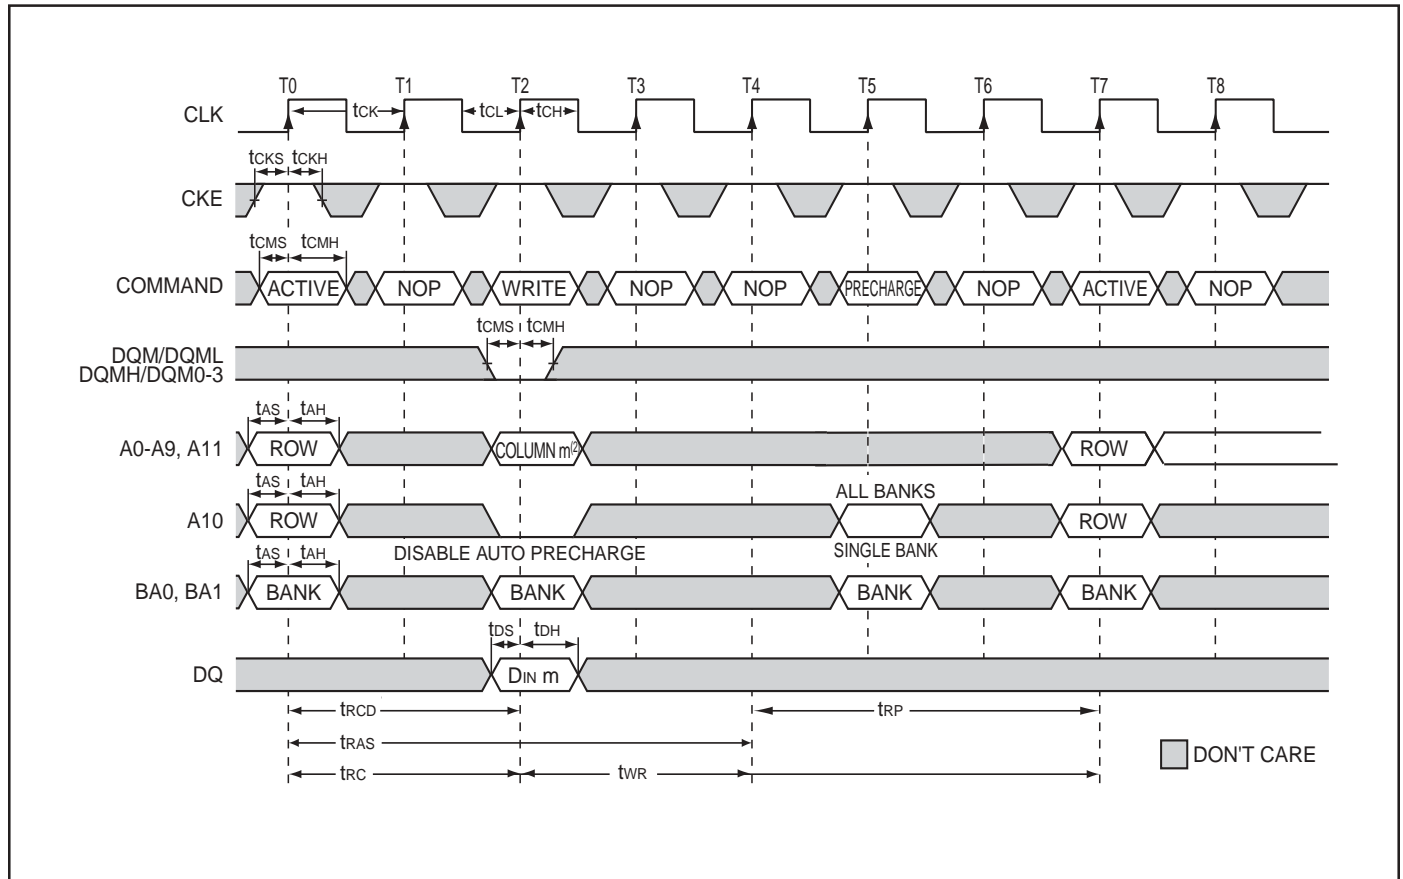 T0 T1 T2 T3 T4 T5 T6 T7 T8
CLK tCK tCL tCH
tCKS tCKH
CKE
tCMS tCMH
COMMAND ACTIVE NOP WRITE NOP NOP PRECHARGE NOP ACTIVE NOP
tCMS tCMH
DQM/DQML
DQMH/DQM0-3
tAS tAH
A0-A9, A11 ROW COLUMN m(2 ROW
tAS tAH ALL BANKS
A10 ROW ROW
DISABLE AUTO PRECHARGE SINGLE BANK
tAS tAH
BA0, BA1 BANK BANK BANK BANK
tDS tDH
DQ DIN m
tRCD tRP
tRAS
DON'T CARE
tRC tWR